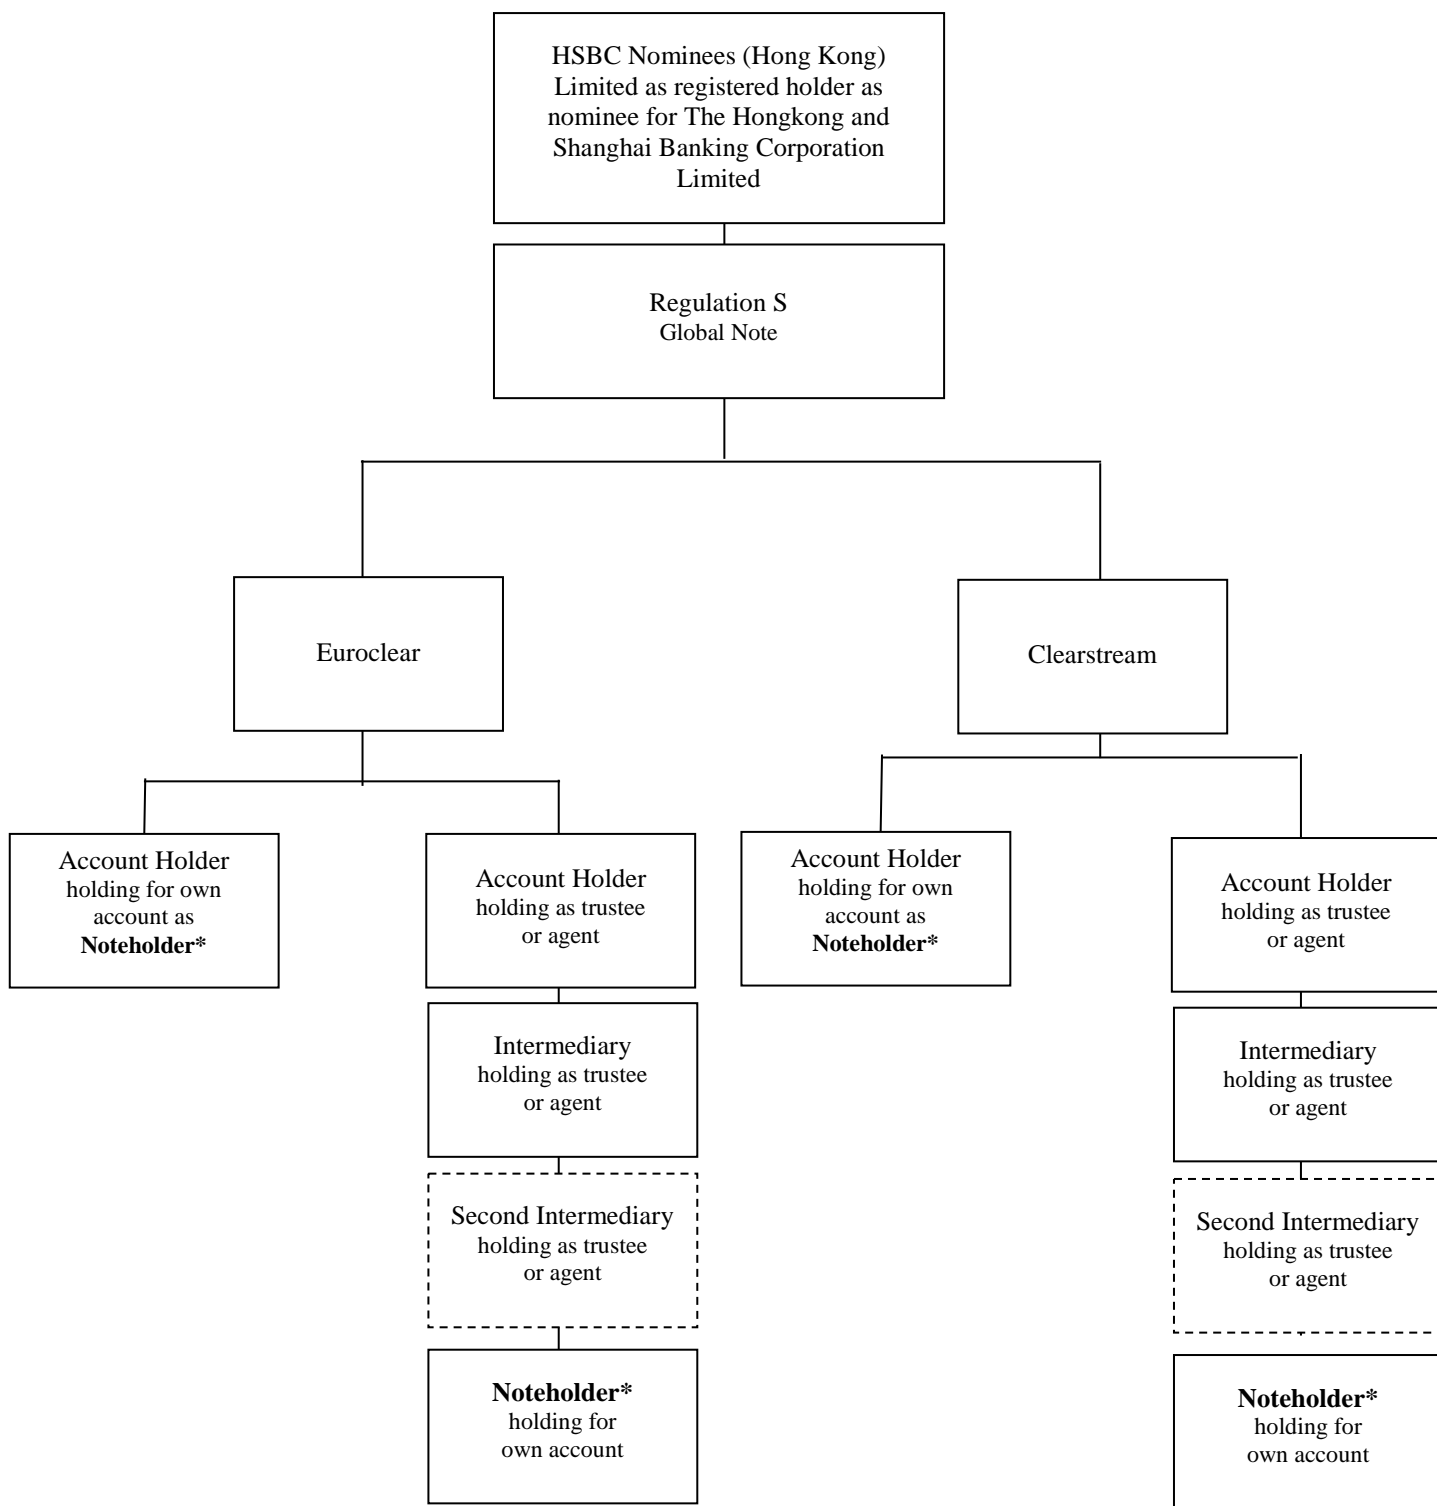 HSBC Nominees (Hong Kong)
Limited as registered holder as
nominee for The Hongkong and
Shanghai Banking Corporation
Limited
Regulation S
Global Note
Euroclear
Clearstream
Account Holder
holding for own
account as
Noteholder*
Account Holder
holding as trustee
or agent
Account Holder
holding for own
account as
Noteholder*
Account Holder
holding as trustee
or agent
Intermediary
holding as trustee
or agent
Intermediary
holding as trustee
or agent
Second Intermediary
holding as trustee
or agent
Second Intermediary
holding as trustee
or agent
Noteholder*
holding for
own account
Noteholder*
holding for
own account